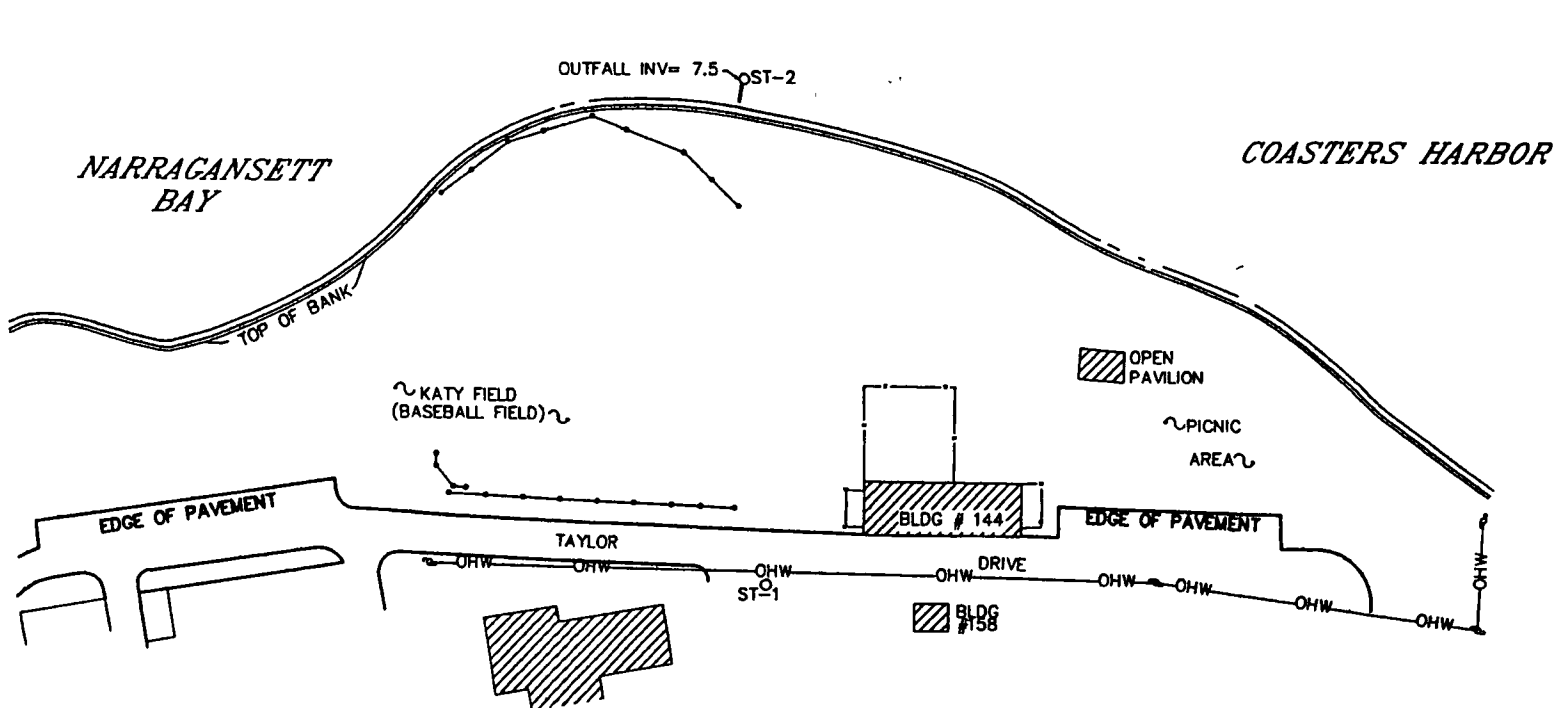 OUTFALL INV= 7.5
ST-2
NARRAGANSETT
BAY
COASTERS HARBOR
TOP OF BANK
OPEN
PAVILION
KATY FIELD
(BASEBALL FIELD)
PICNIC
AREA
EDGE OF PAVEMENT
BLDG # 144
EDGE OF PAVEMENT
TAYLOR
DRIVE
OHW
OHW
OHW
OHW
OHW
OHW
OHW
OHW
OHW
ST-1
BLDG
#158